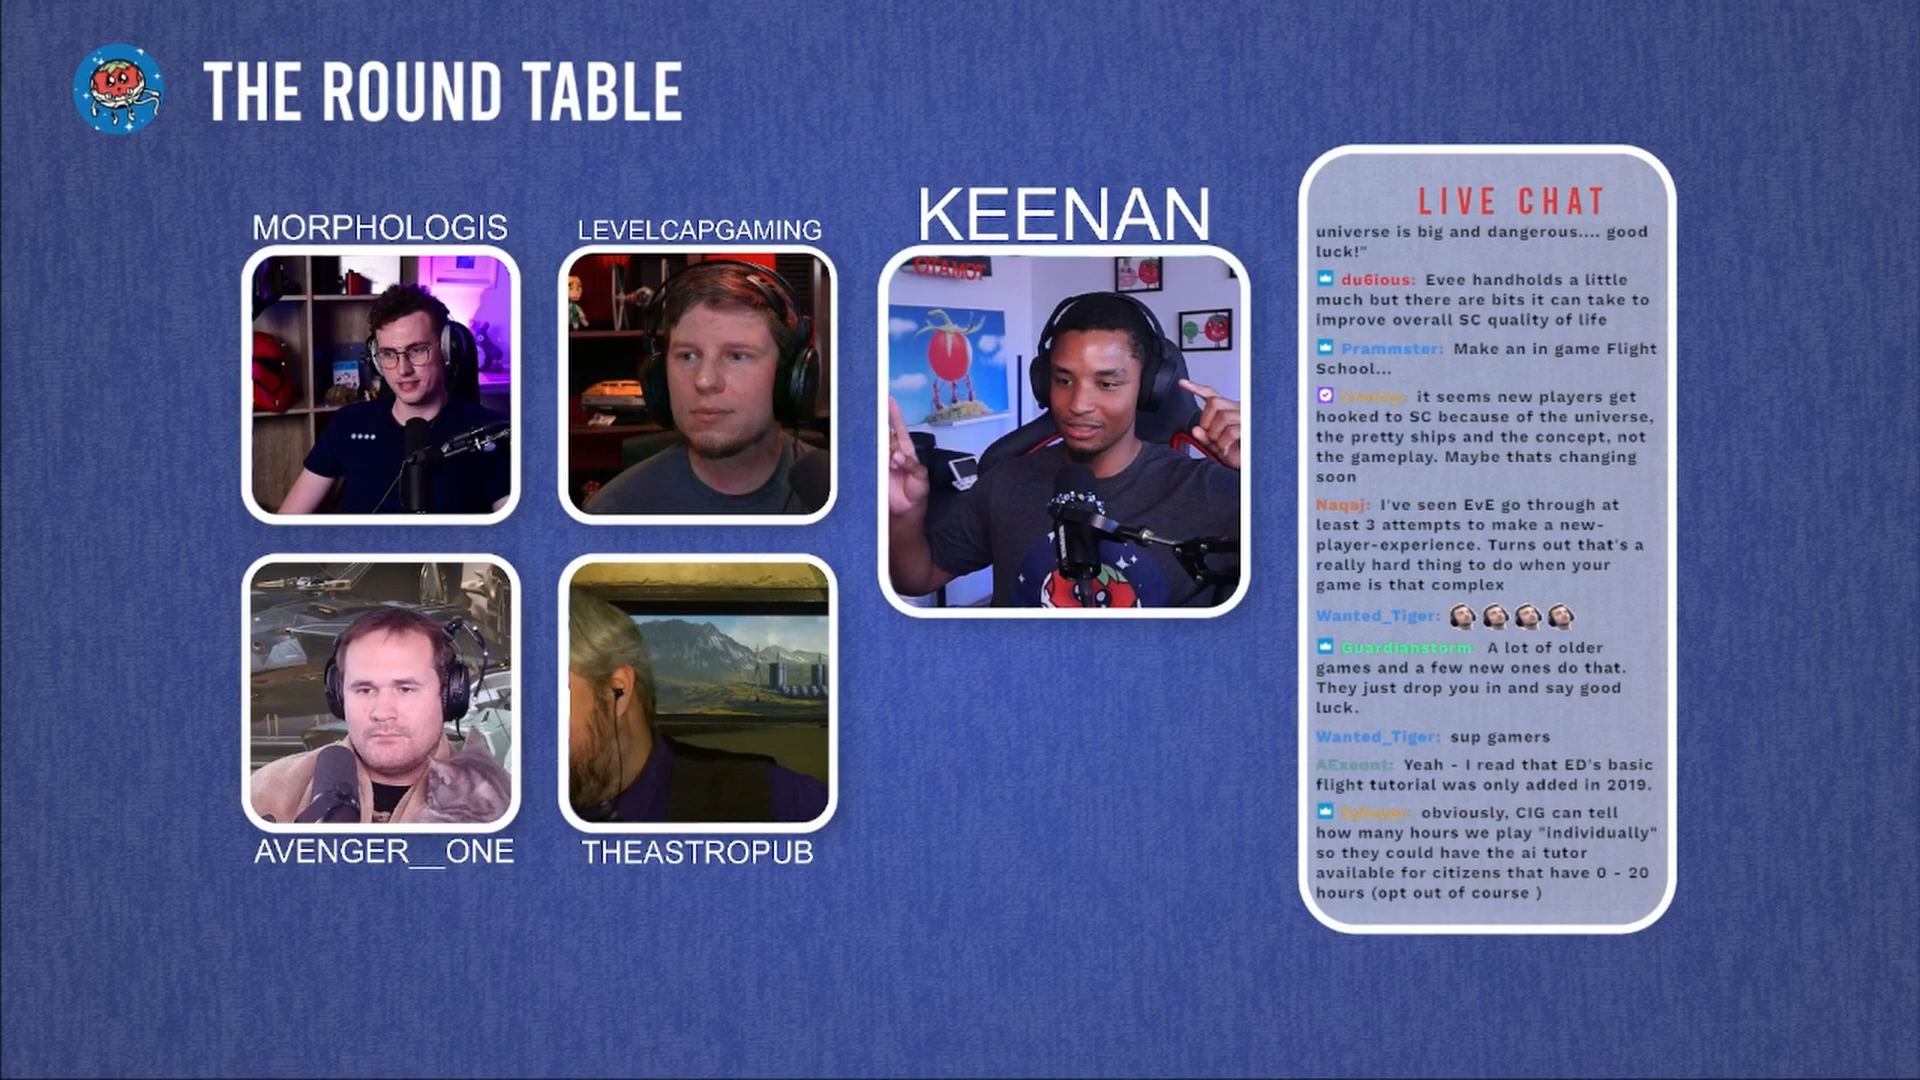 THE ROUND TABLE
MORPHOLOGIS
LEVELCAPGAMING
KEENAN
OTAMOT
AVENGER__ONE
THEASTROPUB
LIVE CHAT
universe is big and dangerous.... good
luck!"
du6ious: Evee handholds a little
much but there are bits it can take to
improve overall SC quality of life
Prammster: Make an in game Flight
School...
it seems new players get
hooked to SC because of the universe,
the pretty ships and the concept, not
the gameplay. Maybe thats changing
soon
Naqaj: I've seen EvE go through at
least 3 attempts to make a new-
player-experience. Turns out that's a
really hard thing to do when your
game is that complex
Wanted_Tiger:
Guardianstorm: A lot of older
games and a few new ones do that.
They just drop you in and say good
luck.
Wanted_Tiger: sup gamers
Yeah - I read that ED's basic
flight tutorial was only added in 2019.
obviously, CIG can tell
how many hours we play "individually"
so they could have the ai tutor
available for citizens that have 0 - 20
hours (opt out of course )